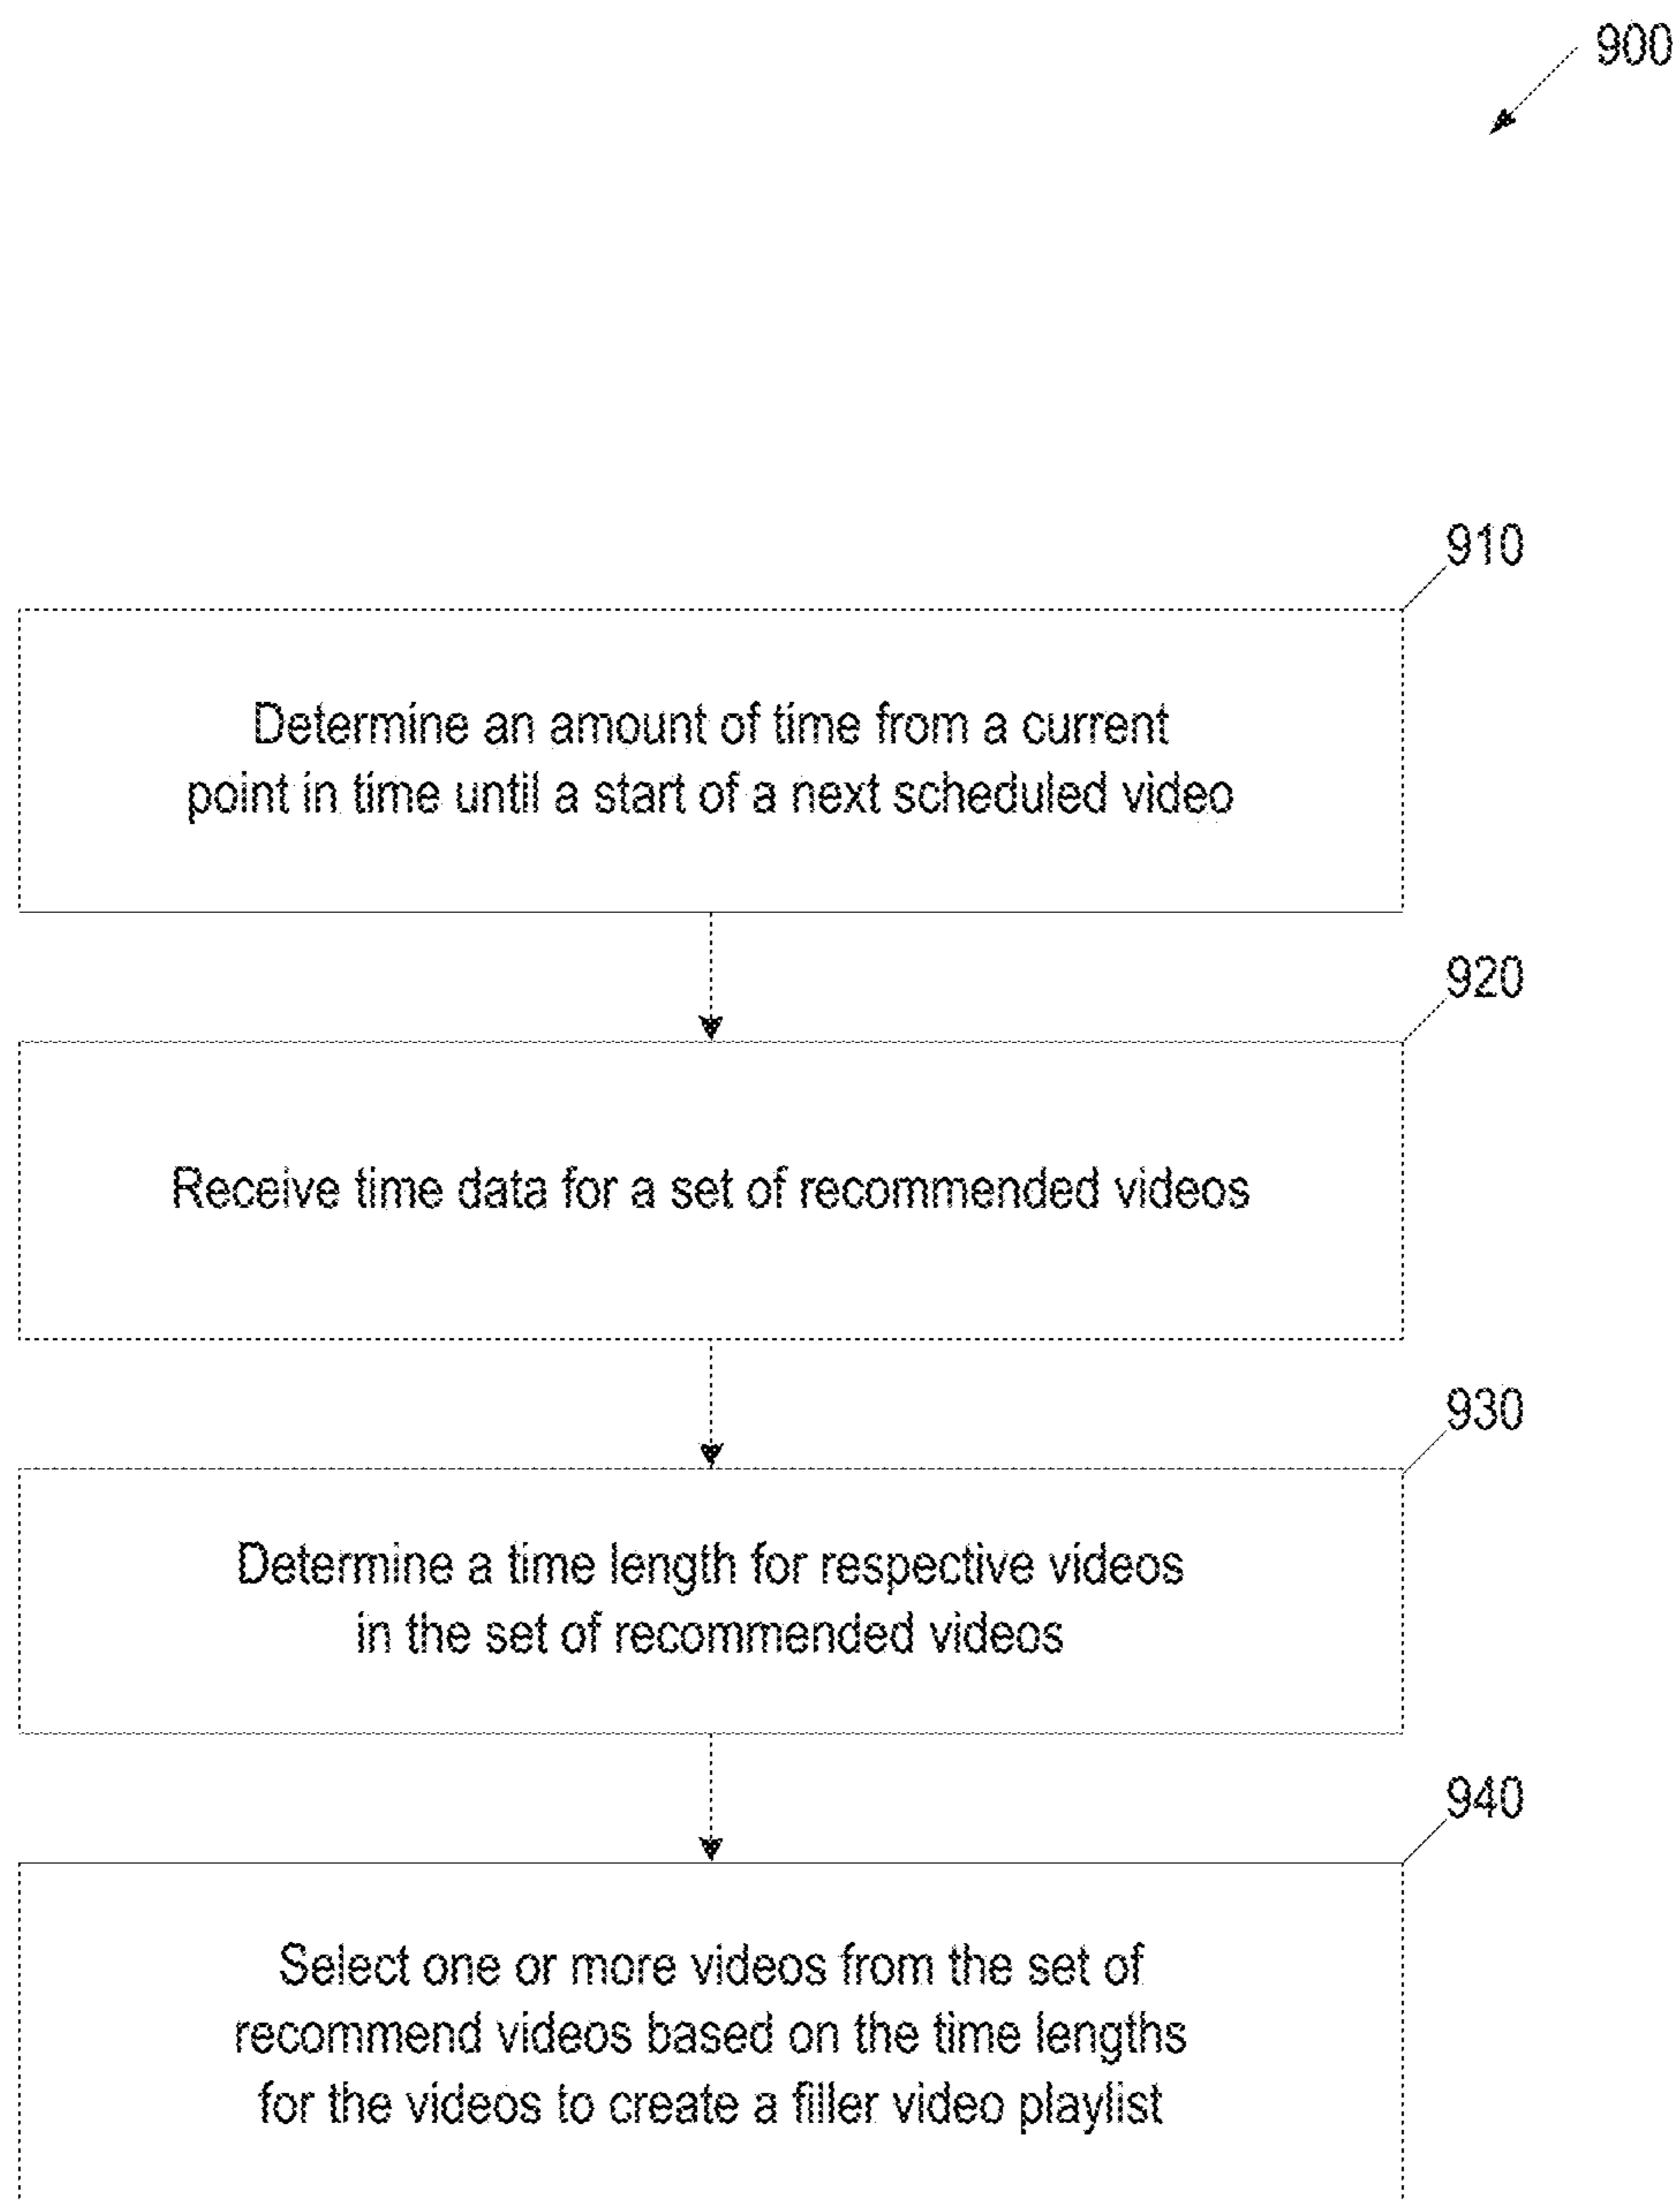 900
910
Determine an amount of time from a current
point in time until a start of a next scheduled video
920
Receive time data for a set of recommended videos
930
Determine a time length for respective videos
in the set of recommended videos
940
Select one or more videos from the set of
recommend videos based on the time lengths
for the videos to create a filler video playlist